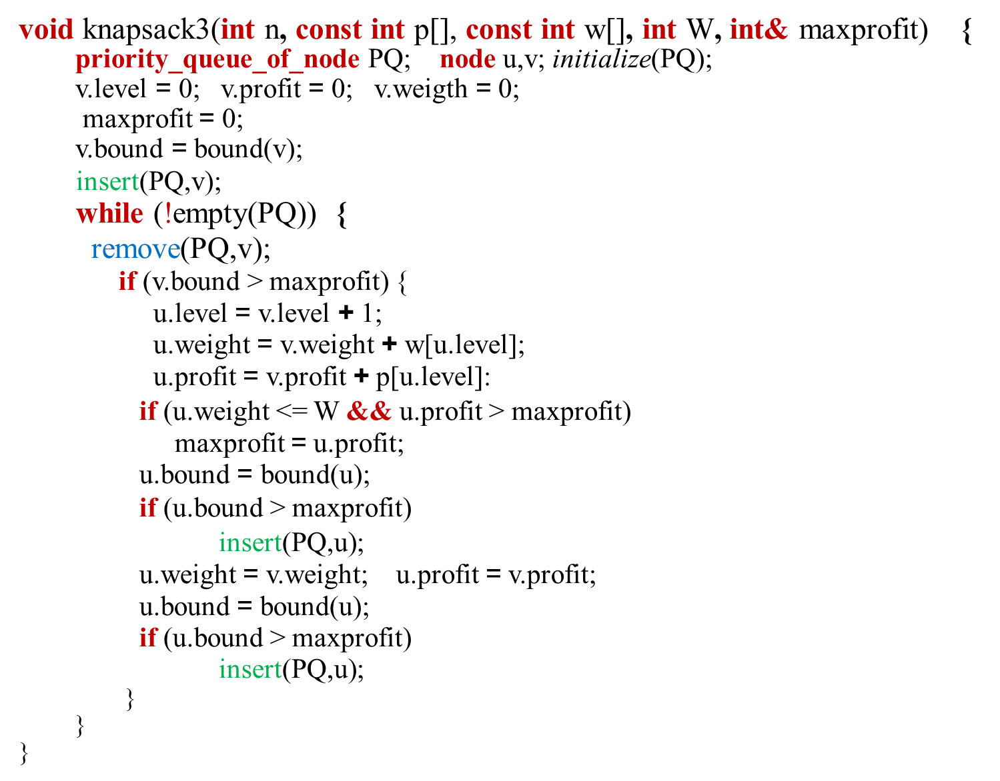 void knapsack3(int n, const int p[], const int w[], int W, int& maxprofit) {
priority_queue_of_node PQ; node u,v; initialize(PQ);
v.level = 0; v.profit = 0; v.weigth = 0;
maxprofit = 0;
v.bound = bound(v);
insert(PQ,v);
while (!empty(PQ)) {
remove(PQ,v);
if (v.bound > maxprofit) {
u.level = v.level + 1;
u.weight = v.weight + w[u.level];
u.profit = v.profit + p[u.level]:
if (u.weight <= W && u.profit > maxprofit)
maxprofit = u.profit;
u.bound = bound(u);
if (u.bound > maxprofit)
insert(PQ,u);
u.weight = v.weight; u.profit = v.profit;
u.bound = bound(u);
if (u.bound > maxprofit)
insert(PQ,u);
}
}
}